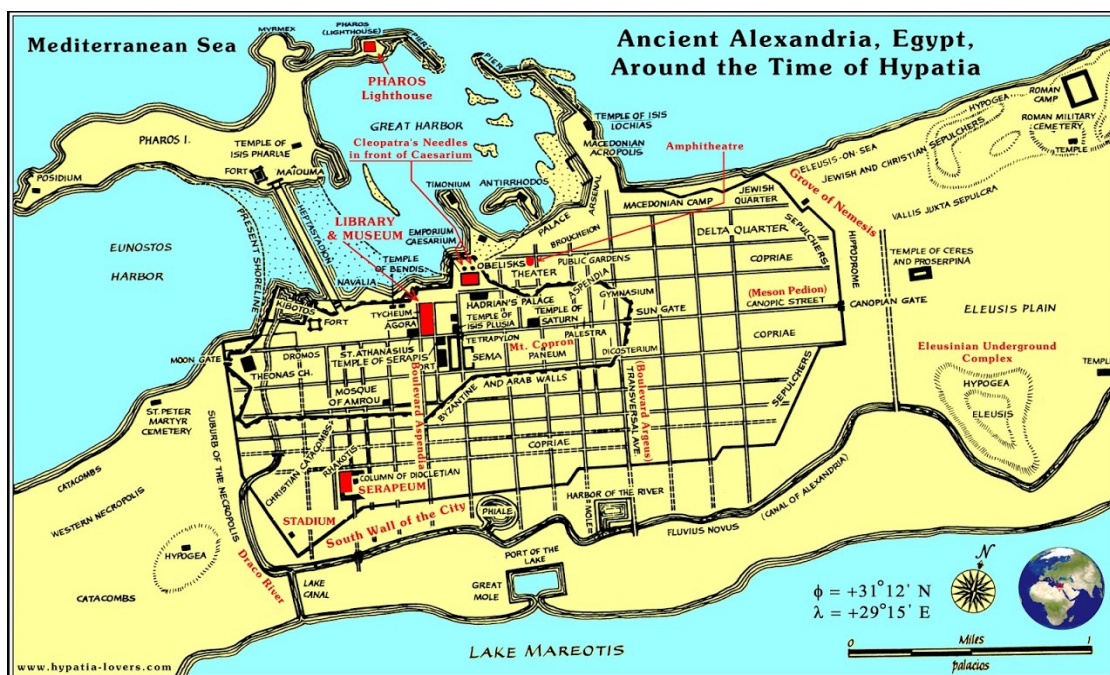 Mediterranean Sea
Ancient Alexandria, Egypt,
Around the Time of Hypatia
MYRMEX
PHAROS
(LIGHTHOUSE)
PIER
PHAROS
Lighthouse
PIER
GREAT HARBOR
Cleopatra's Needles
in front of Caesarium
PHAROS I.
TEMPLE OF
ISIS PHARIAE
FORT
MAIOUMA
POSIDIUM
HEPTASTADION
TIMONIUM
ANTIRRHODOS
TEMPLE OF ISIS
LOCHIAS
MACEDONIAN
ACROPOLIS
Amphitheatre
ARSENAL
PALACE
ROMAN
CAMP
HYPOGEA
ROMAN MILITARY
CEMETERY
TEMPLE
ELEUSIS-ON-SEA
JEWISH AND CHRISTIAN SEPULCHERS
VALLIS JUXTA SEPULCRA
Grove of Nemesis
MACEDONIAN CAMP
JEWISH
QUARTER
SEPULCHERS
HIPPODROME
EUNOSTOS
HARBOR
PRESENT SHORELINE
LIBRARY
& MUSEUM
EMPORIUM
CAESARIUM
TEMPLE
OF BENDIS
NAVALIA
OBELISKS
THEATER
BROUCHEION
PUBLIC GARDENS
DELTA QUARTER
COPRIAE
TEMPLE OF CERES
AND PROSERPINA
ASPENDIA
GYMNASIUM
SUN GATE
(Meson Pedion)
CANOPIC STREET
CANOPIAN GATE
ELEUSIS PLAIN
KIBOTOS
FORT
TYCHEUM
AGORA
HADRIAN'S PALACE
TEMPLE OF
ISIS PLUSIA
TEMPLE OF
SATURN
TETRAPYLON
PALESTRA
COPRIAE
MOON GATE
THEONAS CH.
DROMOS
ST. ATHANASIUS
TEMPLE OF SERAPIS
FORT
SEMA
Mt. Copron
PANEUM
DICOSTERIUM
Eleusinian Underground
Complex
HYPOGEA
ELEUSIS
TEMPLE
MOSQUE
OF AMROU
BYZANTINE
AND ARAB WALLS
Boulevard Aspendia
TRANSVERSAL AVE.
(Boulevard Argeus)
SEPULCHERS
ST. PETER
MARTYR
CEMETERY
SUBURB OF THE NECROPOLIS
CATACOMBS
CHRISTIAN CATACOMBS
RHAKOTIS
COPRIAE
COLUMN OF DIOCLETIAN
SERAPEUM
WESTERN NECROPOLIS
STADIUM
South Wall of the City
PHIALE
HARBOR OF THE RIVER
MOLE
FLUVIUS NOVUS
(CANAL OF ALEXANDRIA)
HYPOGEA
Draco River
CATACOMBS
LAKE
CANAL
GREAT
MOLE
PORT OF THE
LAKE
N
ϕ = +31°12' N
λ = +29°15' E
0 Miles 1
palacios
LAKE MAREOTIS
www.hypatia-lovers.com